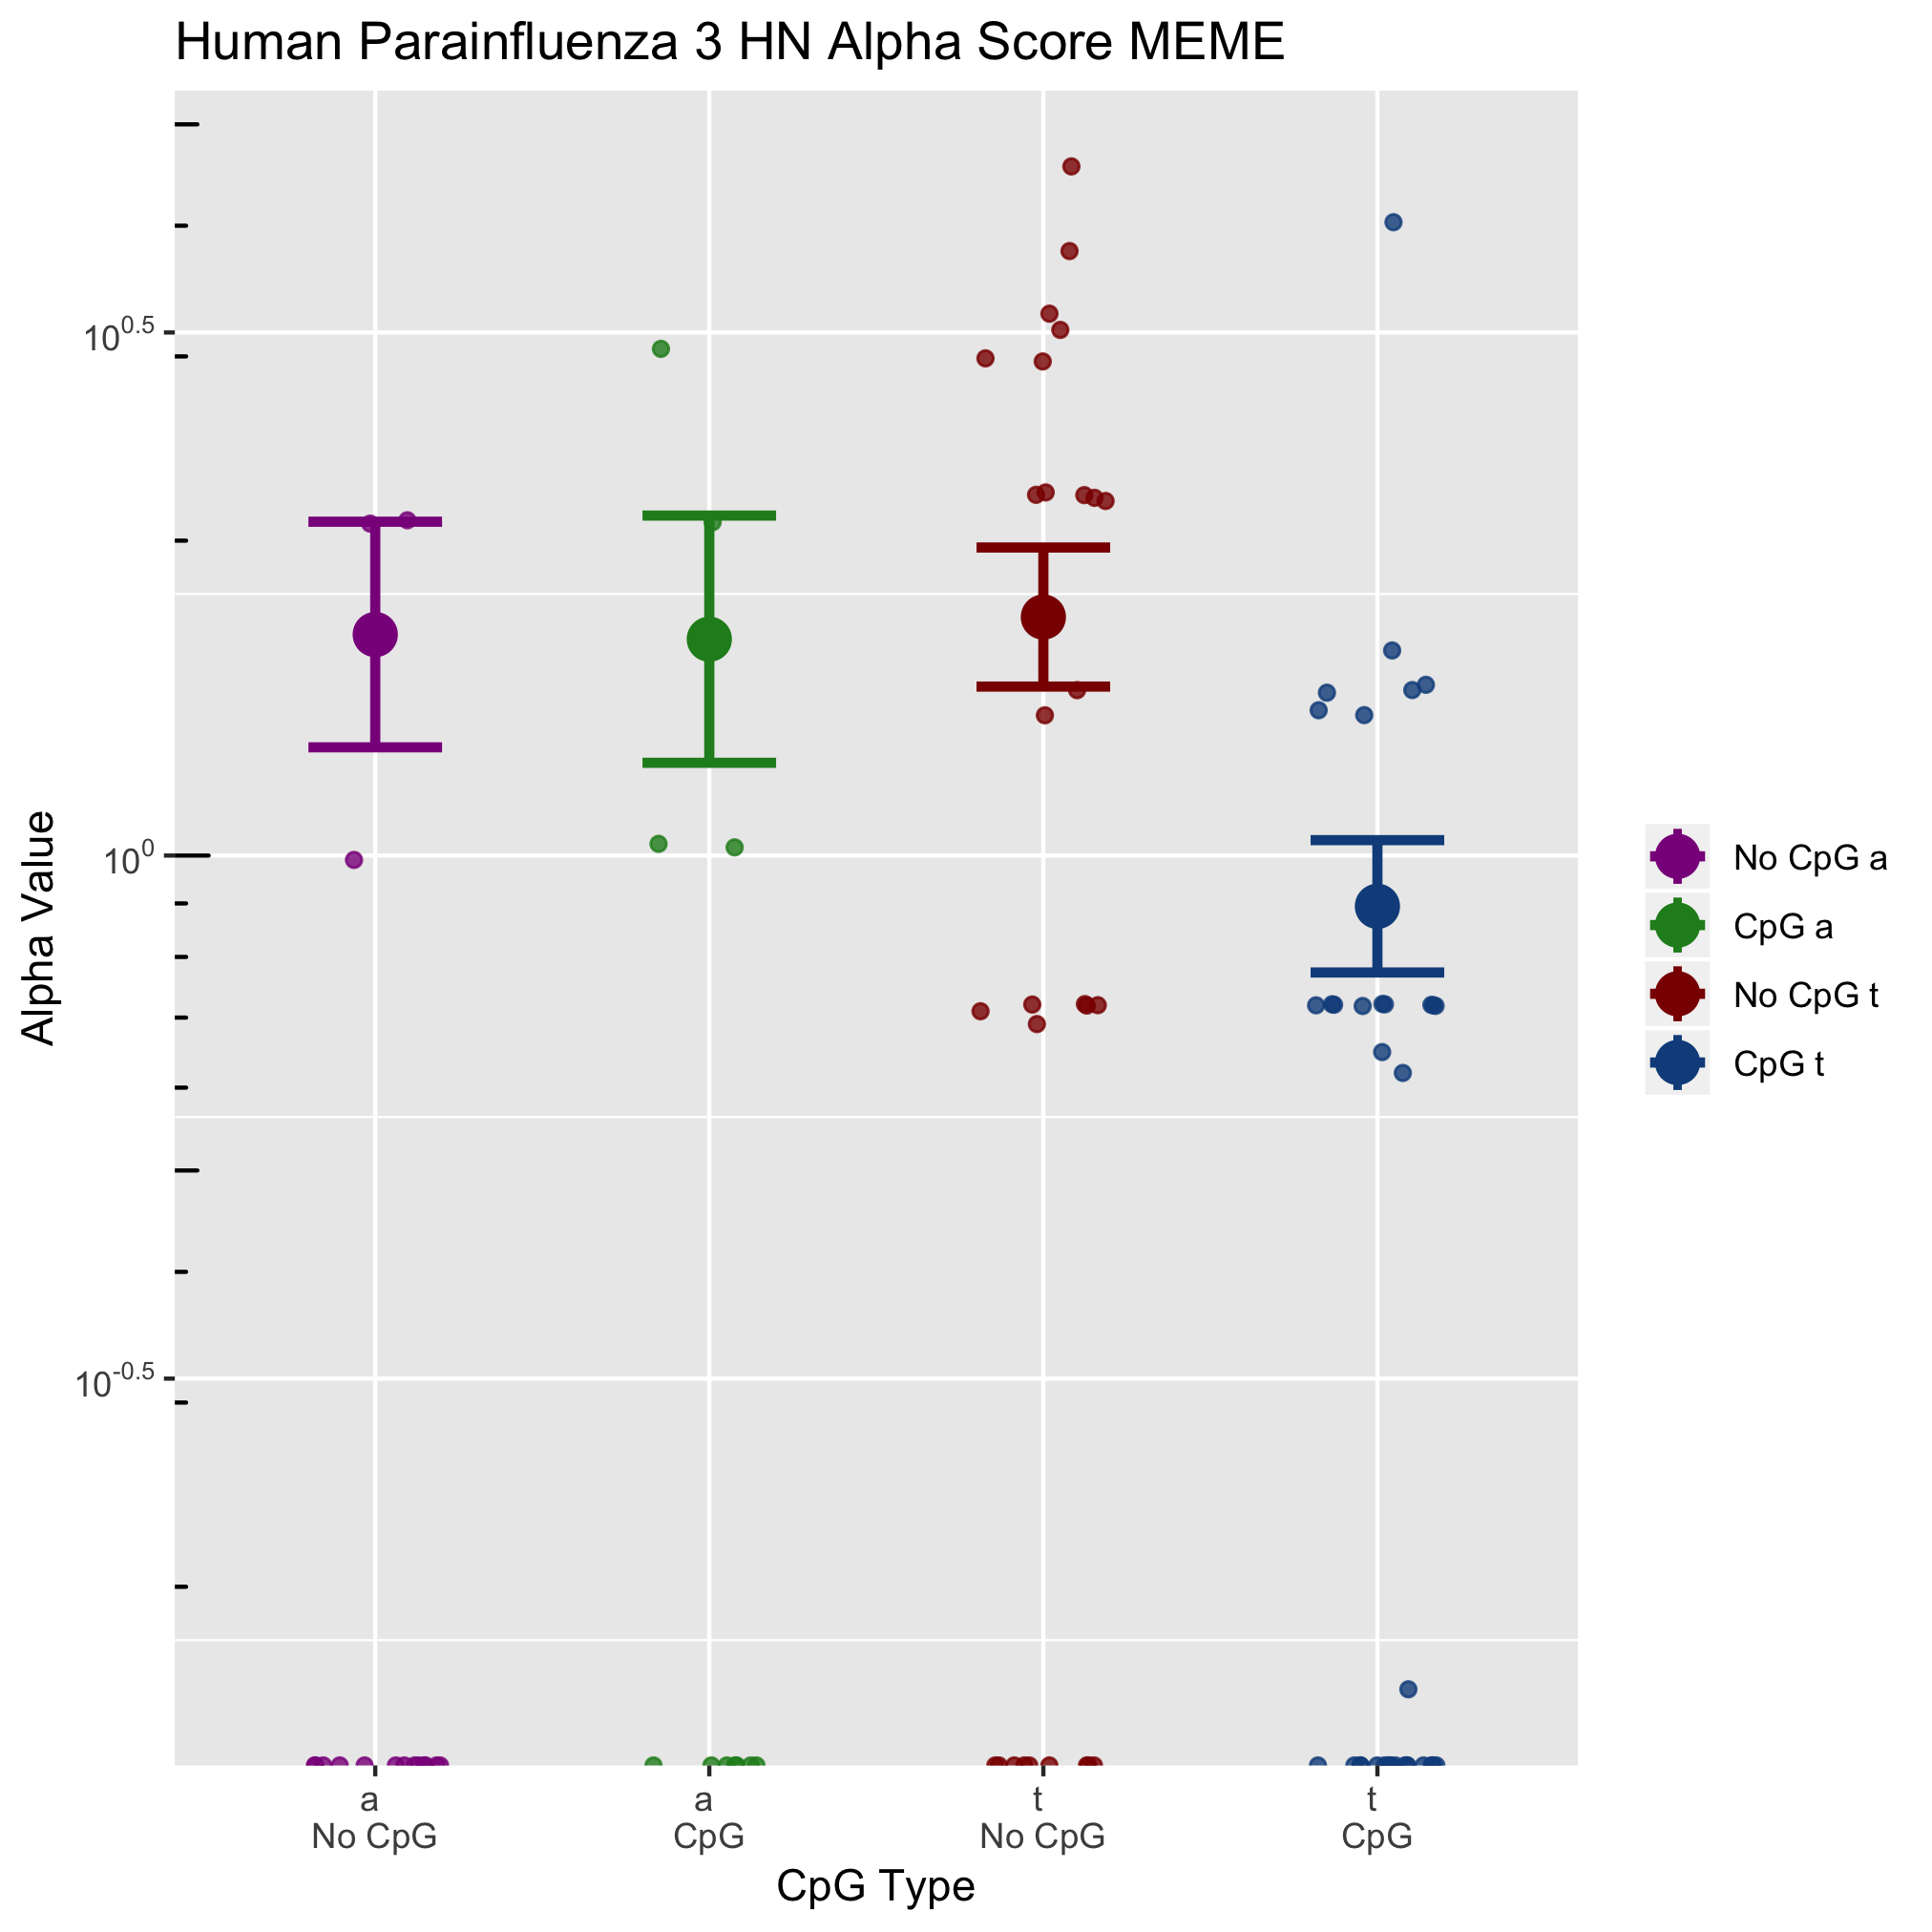 Human Parainfluenza 3 HN Alpha Score MEME
Alpha Value
10^0.5
10^0
10^-0.5
a
No CpG
a
CpG
t
No CpG
t
CpG
CpG Type
No CpG a
CpG a
No CpG t
CpG t